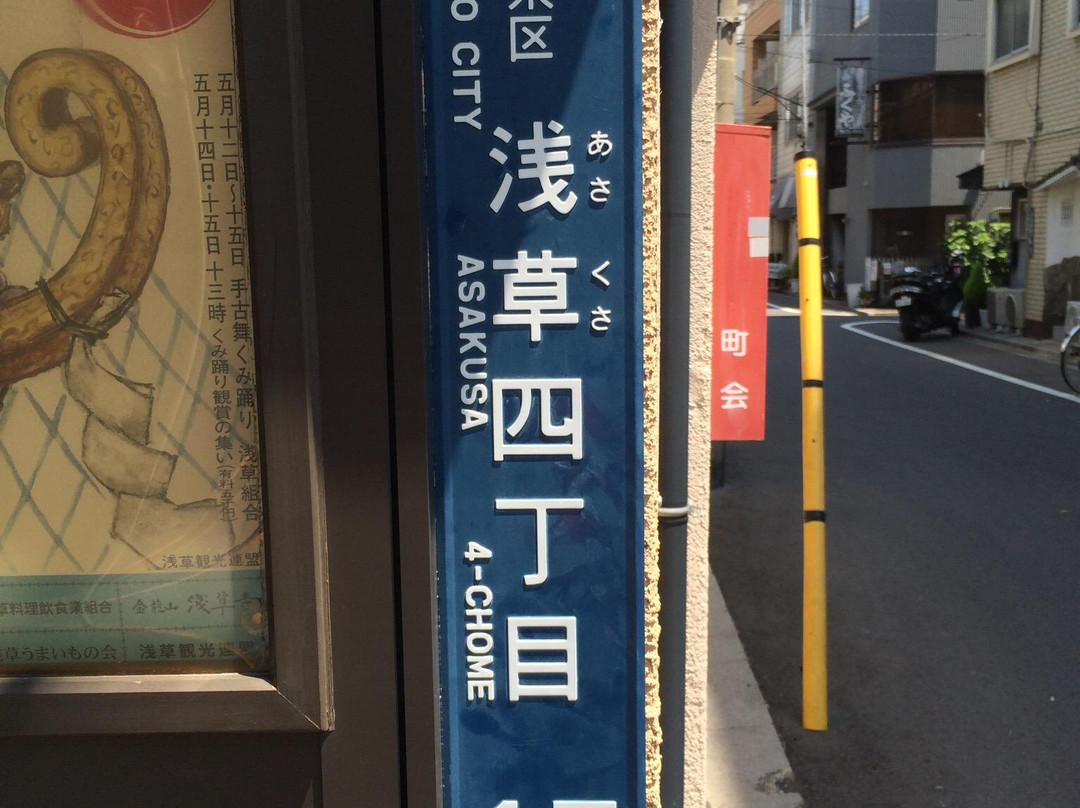 区
O CITY
浅草四丁目
あさくさ
ASAKUSA
4-CHOME
町会
五月十二日〜十五日 手古舞くみ踊り 浅草組合
五月十四日・十五日 十三時 くみ踊り観賞の集い
浅草観光連盟
草料理飲食業組合
金龍山 浅草寺
草うまいもの会
浅草観光連盟